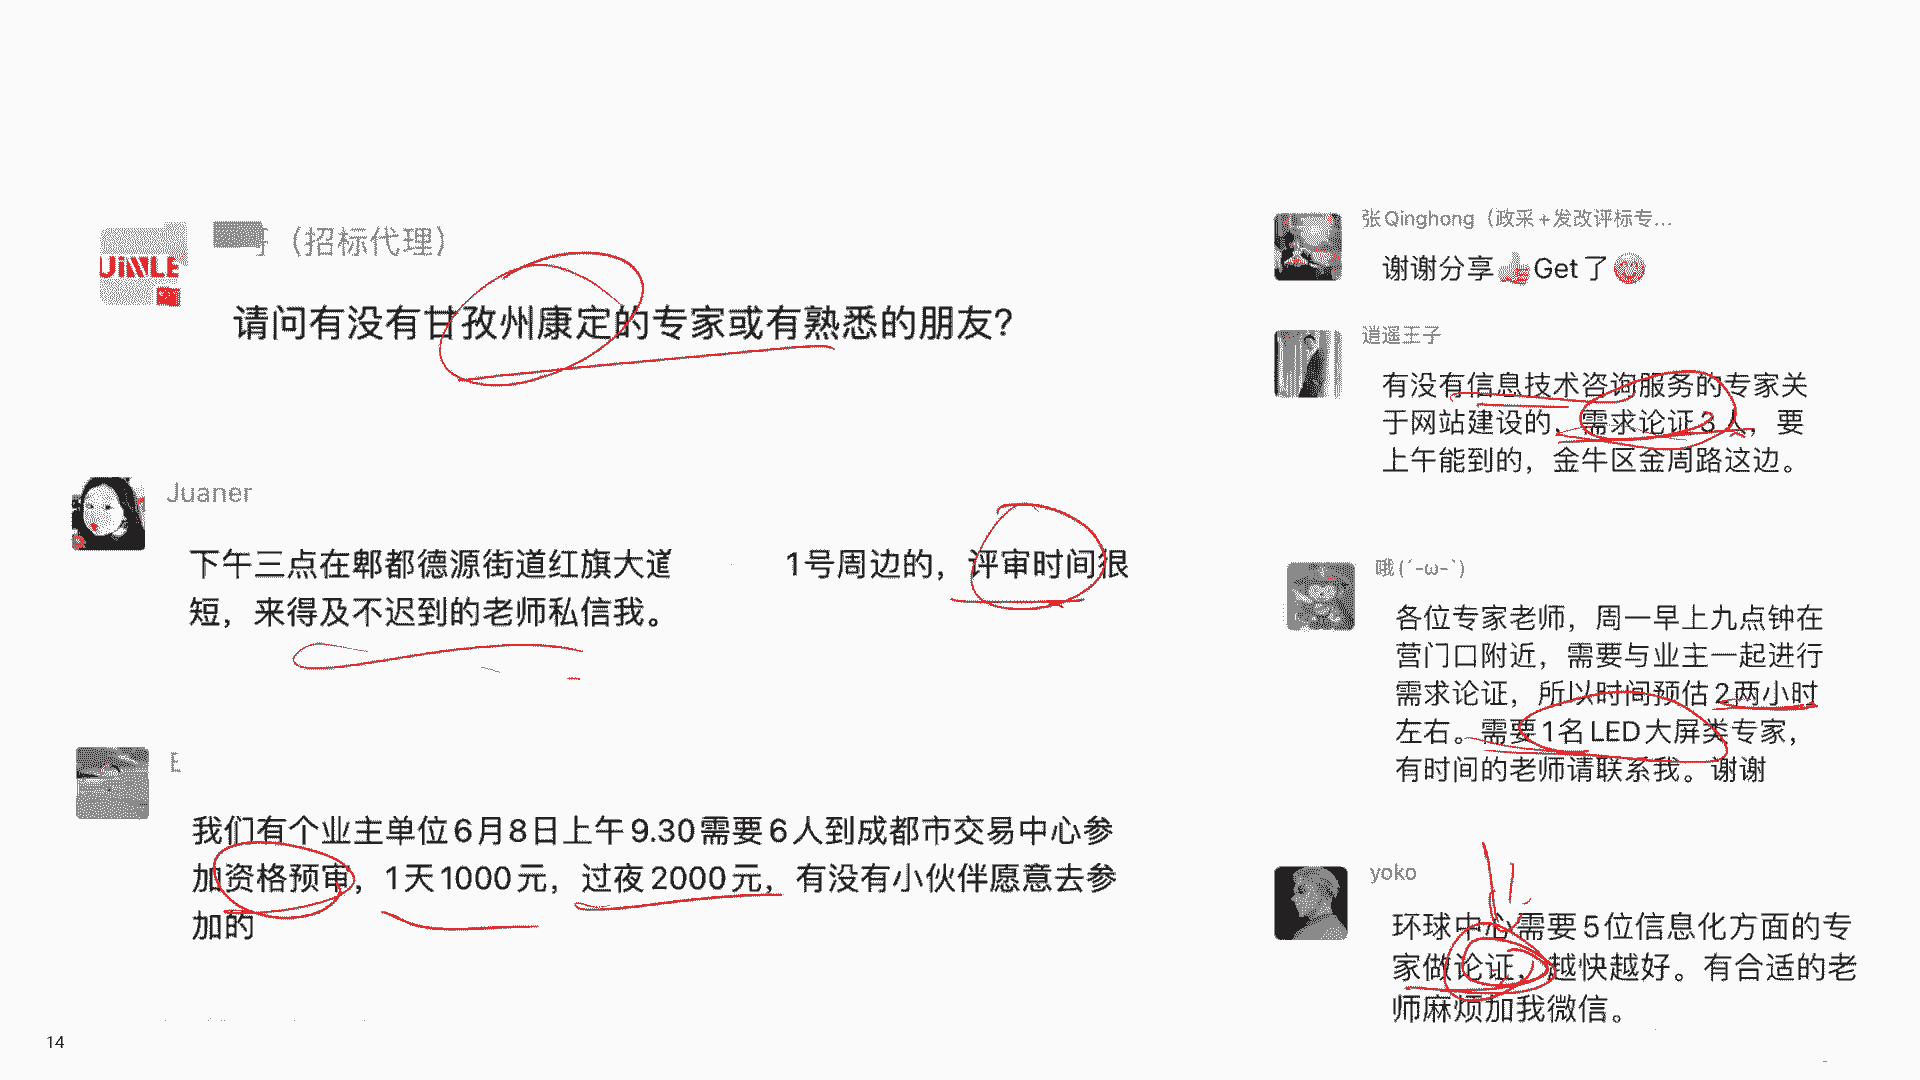 （招标代理）
请问有没有甘孜州康定的专家或有熟悉的朋友？
Juaner
下午三点在郫都德源街道红旗大道 1号周边的，评审时间很
短，来得及不迟到的老师私信我。
我们有个业主单位6月8日上午9.30需要6人到成都市交易中心参
加资格预审，1天1000元，过夜2000元，有没有小伙伴愿意去参
加的
14
张Qinghong（政采+发改评标专...
谢谢分享👍Get了😊
逍遥王子
有没有信息技术咨询服务的专家关
于网站建设的，需求论证3人，要
上午能到的，金牛区金周路这边。
哦(´-ω-`)
各位专家老师，周一早上九点钟在
营门口附近，需要与业主一起进行
需求论证，所以时间预估2两小时
左右。需要1名LED大屏类专家，
有时间的老师请联系我。谢谢
yoko
环球中心需要5位信息化方面的专
家做论证，越快越好。有合适的老
师麻烦加我微信。